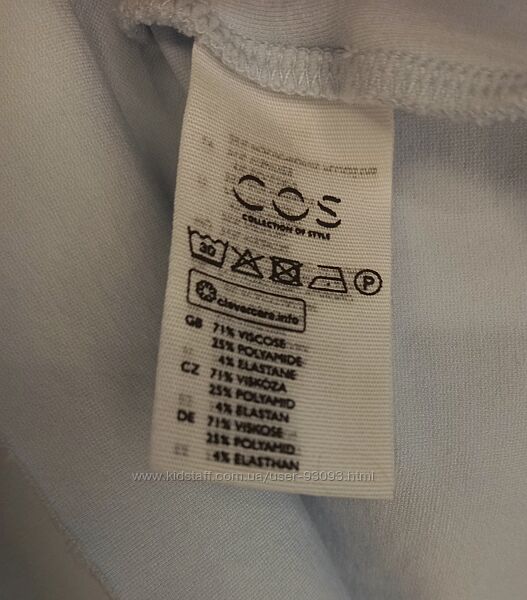 COS
COLLECTION OF STYLE
30 P
clevercare.info
GB 71% VISCOSE
25% POLYAMIDE
4% ELASTANE
CZ 71% VISKÓZA
25% POLYAMID
4% ELASTAN
DE 71% VISKOSE
25% POLYAMID
4% ELASTHAN
www.kidstaff.com.ua/user-93093.html